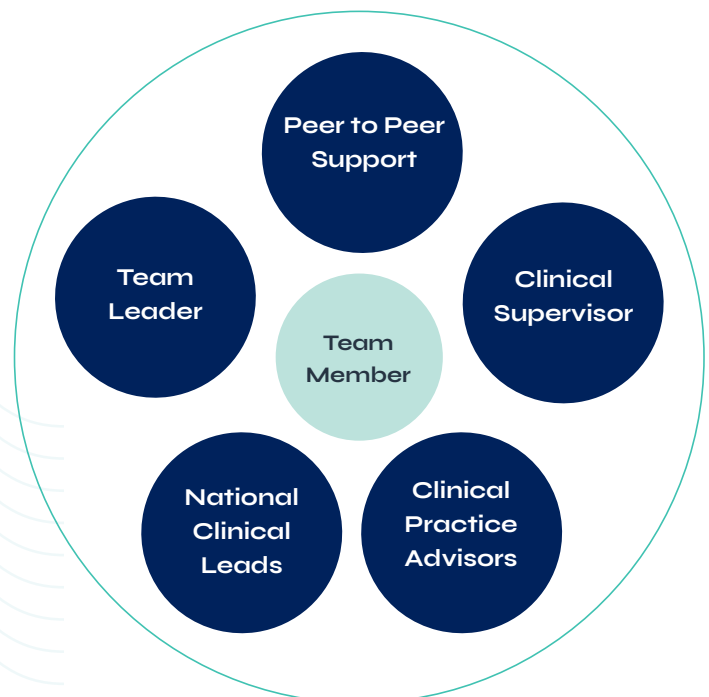 Peer to Peer
Support
Team
Leader
Clinical
Supervisor
Team
Member
National
Clinical
Leads
Clinical
Practice
Advisors